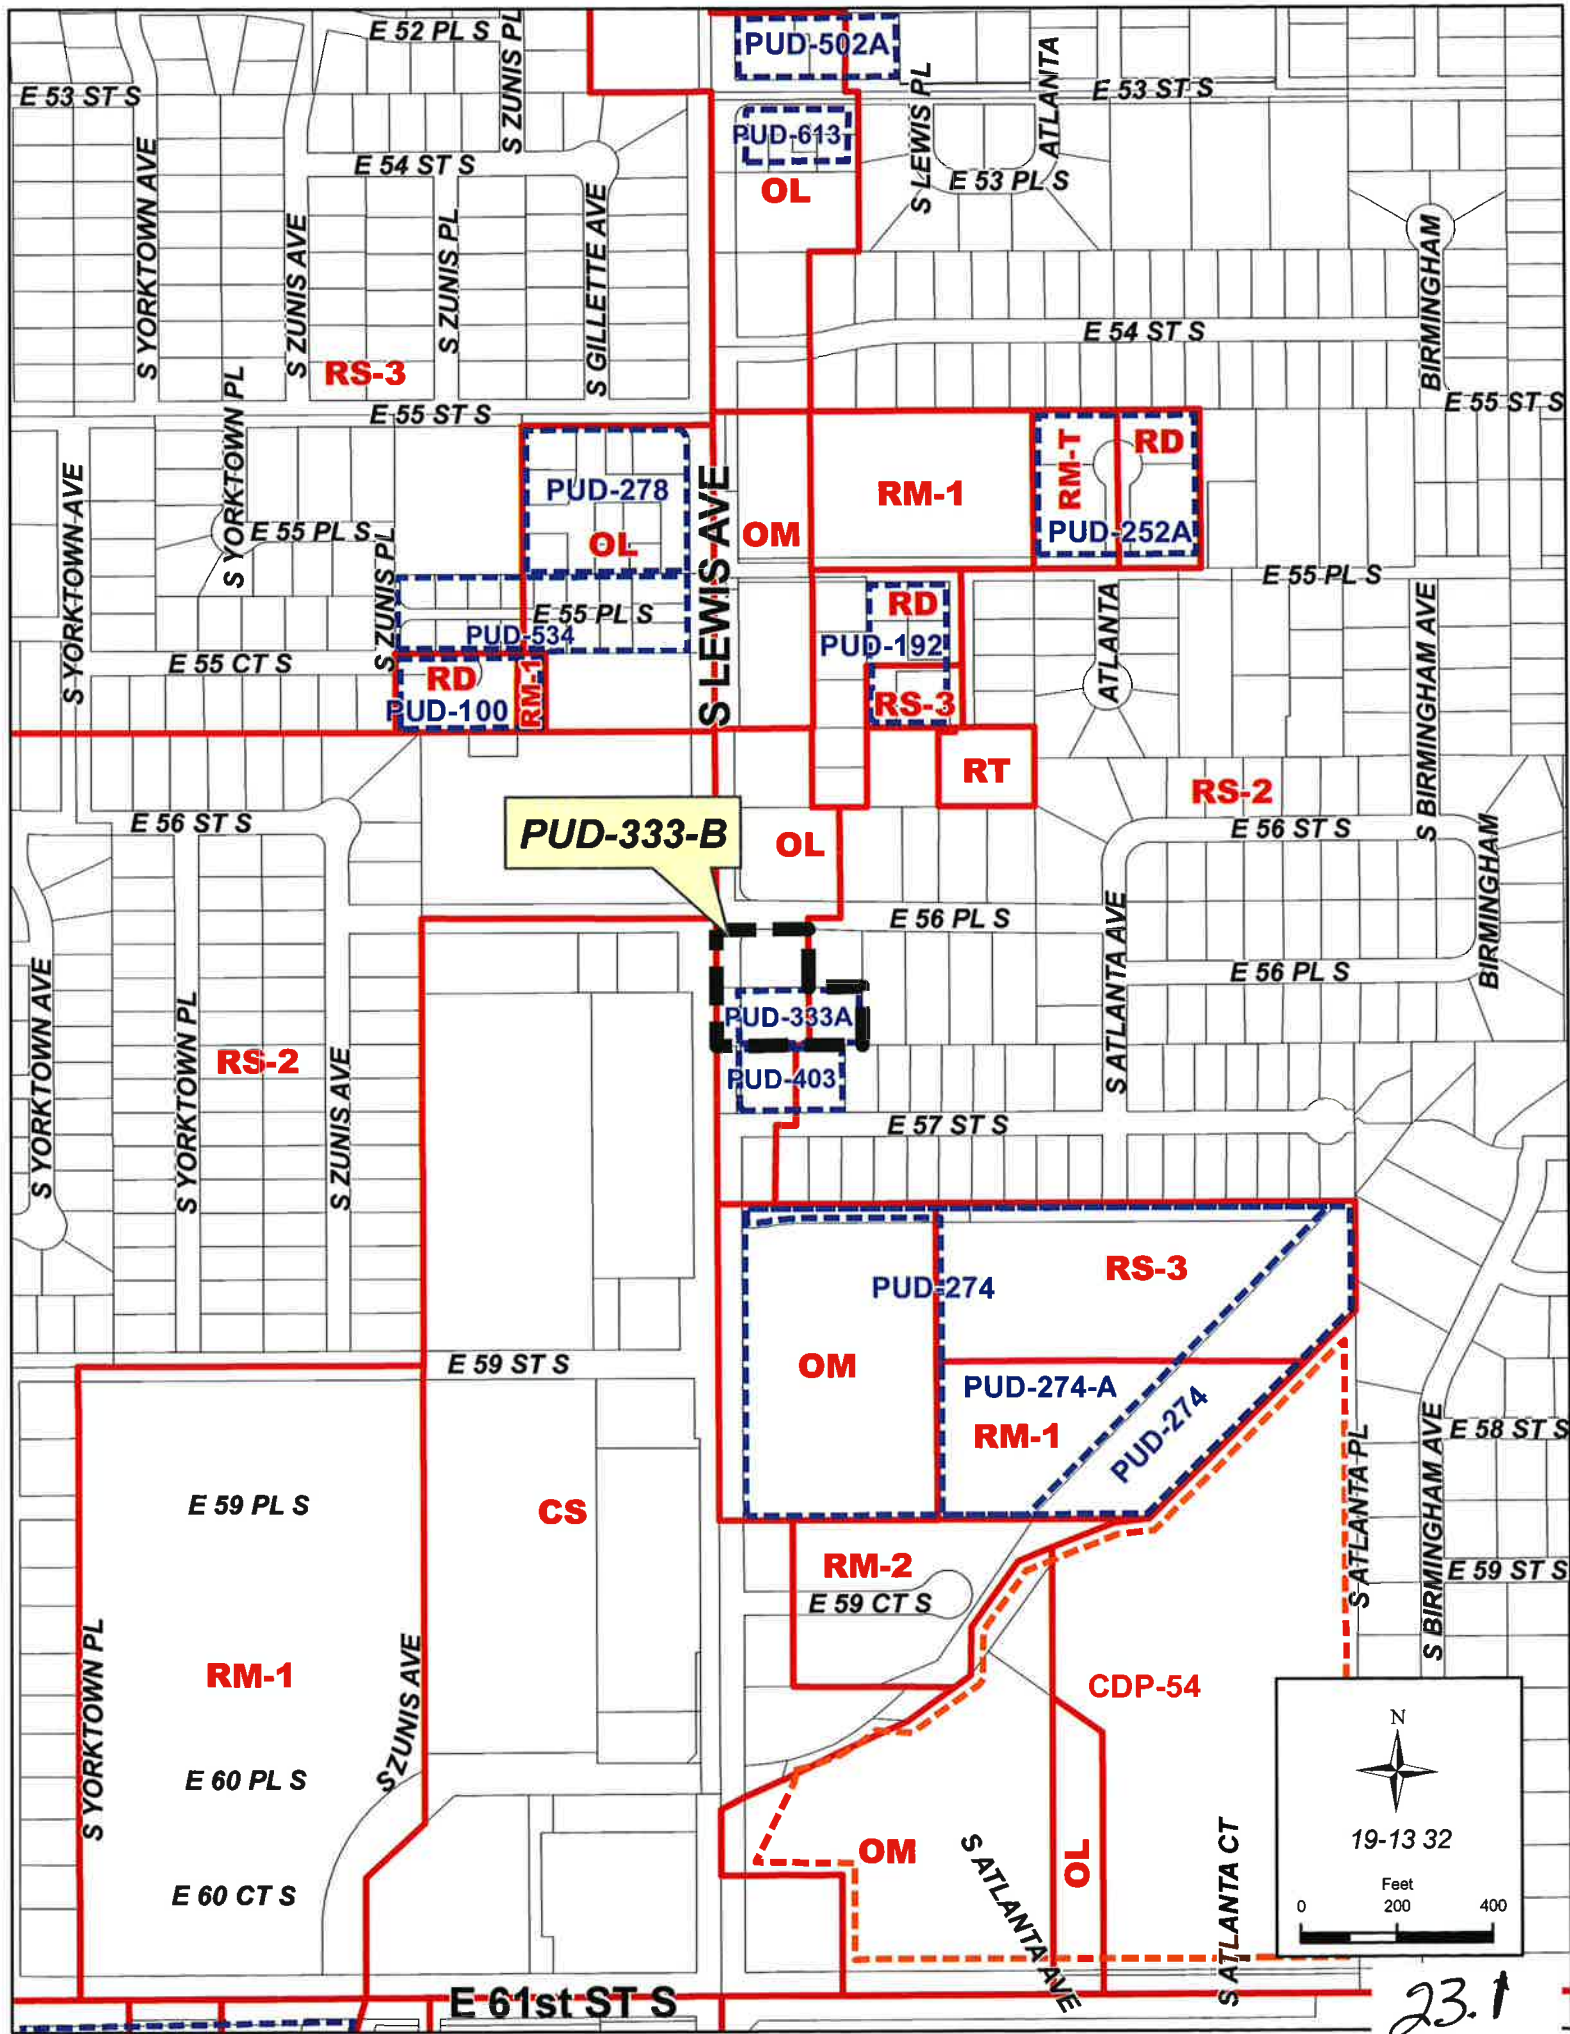 E 52 PL S
S ZUNIS PL
PUD-502A
S LEWIS PL
ATLANTA
E 53 ST S
E 53 ST S
PUD-613
S YORKTOWN AVE
E 54 ST S
OL
E 53 PL S
S ZUNIS AVE
S ZUNIS PL
S GILLETTE AVE
BIRMINGHAM
E 54 ST S
RS-3
S YORKTOWN PL
E 55 ST S
E 55 ST S
S YORKTOWN AVE
PUD-278
OL
S LEWIS AVE
OM
RM-1
RM-T
RD
PUD-252A
E 55 PL S
S ZUNIS PL
E 55 PL S
PUD-534
E 55 PL S
RD
PUD-192
RS-3
ATLANTA
S BIRMINGHAM AVE
E 55 CT S
RD
PUD-100
RM-1
RT
RS-2
E 56 ST S
PUD-333-B
OL
E 56 ST S
BIRMINGHAM
E 56 PL S
S ATLANTA AVE
E 56 PL S
S YORKTOWN AVE
S YORKTOWN PL
RS-2
S ZUNIS AVE
PUD-333A
PUD-403
E 57 ST S
RS-3
PUD-274
E 59 ST S
OM
PUD-274-A
RM-1
PUD-274
S ATLANTA PL
S BIRMINGHAM AVE
E 58 ST S
E 59 PL S
CS
RM-2
E 59 CT S
E 59 ST S
S YORKTOWN PL
RM-1
S ZUNIS AVE
CDP-54
E 60 PL S
N
19-13 32
OM
S ATLANTA AVE
OL
S ATLANTA CT
Feet
0 200 400
E 60 CT S
E 61st ST S
23.1